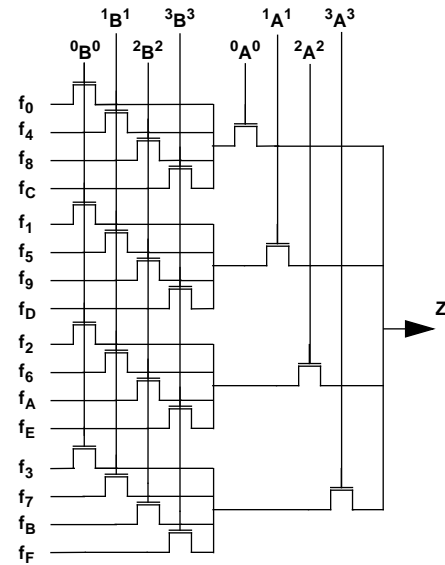 ¹B¹ ³B³ ¹A¹ ³A³
⁰B⁰ ²B² ⁰A⁰ ²A²
f₀
f₄
f₈
f_C
f₁
f₅
f₉
f_D
Z
f₂
f₆
f_A
f_E
f₃
f₇
f_B
f_F